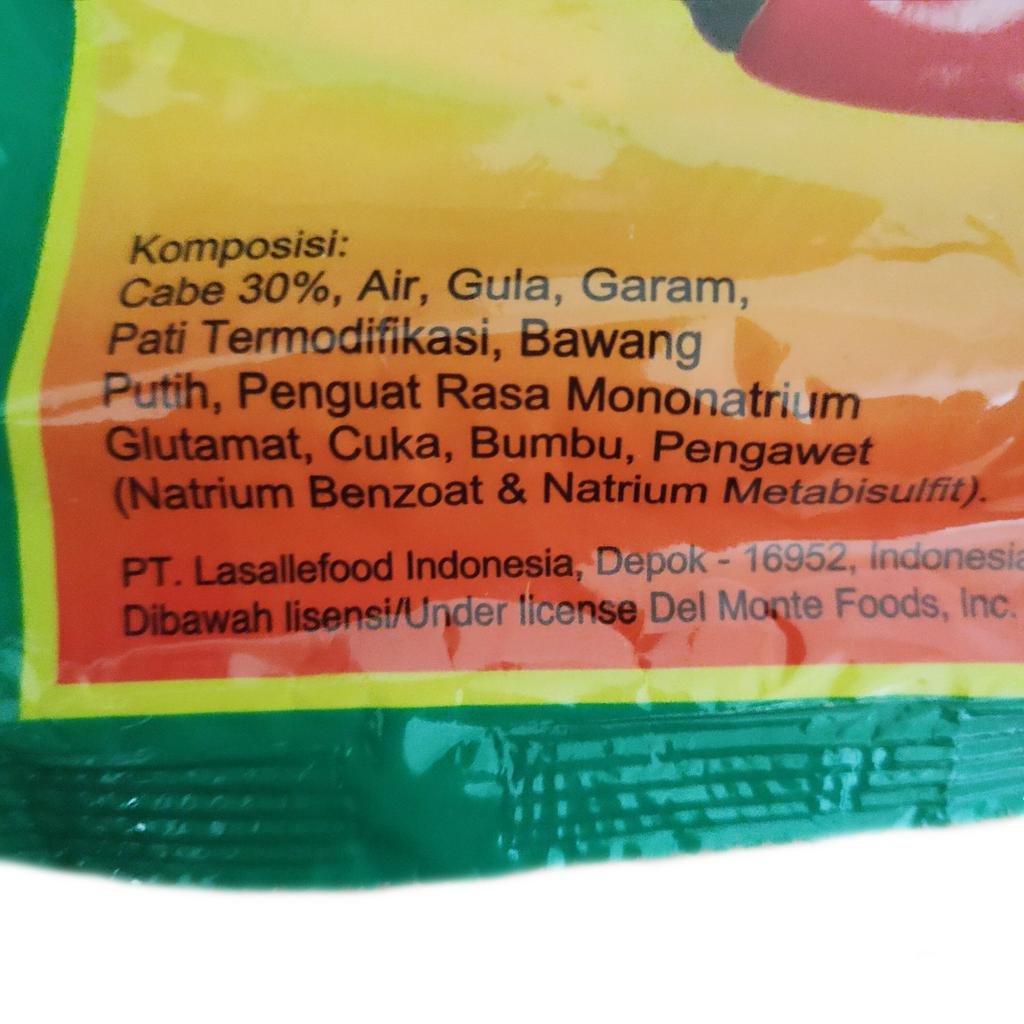 Komposisi:
Cabe 30%, Air, Gula, Garam,
Pati Termodifikasi, Bawang
Putih, Penguat Rasa Mononatrium
Glutamat, Cuka, Bumbu, Pengawet
(Natrium Benzoat & Natrium Metabisulfit).
PT. Lasallefood Indonesia, Depok - 16952, Indonesia
Dibawah lisensi/Under license Del Monte Foods, Inc.